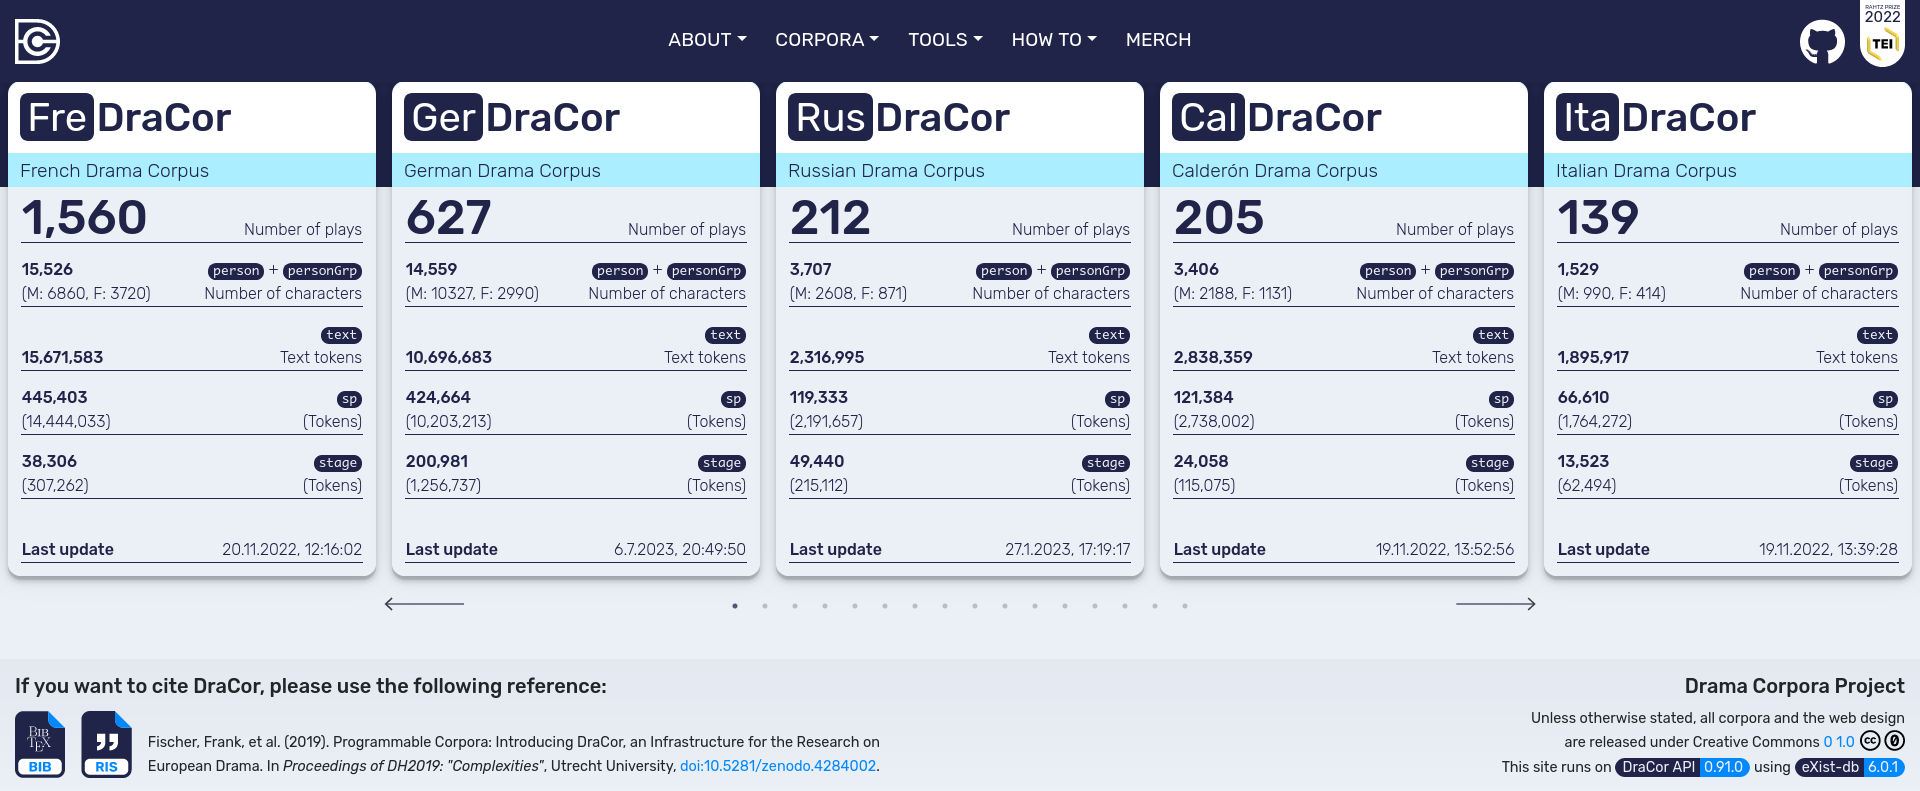 ABOUT CORPORA TOOLS HOW TO MERCH
RAHTZ PRIZE
2022
TEI
FreDraCor
French Drama Corpus
1,560 Number of plays
15,526 person + personGrp
(M: 6860, F: 3720) Number of characters
text
15,671,583 Text tokens
445,403 sp
(14,444,033) (Tokens)
38,306 stage
(307,262) (Tokens)
Last update 20.11.2022, 12:16:02
GerDraCor
German Drama Corpus
627 Number of plays
14,559 person + personGrp
(M: 10327, F: 2990) Number of characters
text
10,696,683 Text tokens
424,664 sp
(10,203,213) (Tokens)
200,981 stage
(1,256,737) (Tokens)
Last update 6.7.2023, 20:49:50
RusDraCor
Russian Drama Corpus
212 Number of plays
3,707 person + personGrp
(M: 2608, F: 871) Number of characters
text
2,316,995 Text tokens
119,333 sp
(2,191,657) (Tokens)
49,440 stage
(215,112) (Tokens)
Last update 27.1.2023, 17:19:17
CalDraCor
Calderón Drama Corpus
205 Number of plays
3,406 person + personGrp
(M: 2188, F: 1131) Number of characters
text
2,838,359 Text tokens
121,384 sp
(2,738,002) (Tokens)
24,058 stage
(115,075) (Tokens)
Last update 19.11.2022, 13:52:56
ItaDraCor
Italian Drama Corpus
139 Number of plays
1,529 person + personGrp
(M: 990, F: 414) Number of characters
text
1,895,917 Text tokens
66,610 sp
(1,764,272) (Tokens)
13,523 stage
(62,494) (Tokens)
Last update 19.11.2022, 13:39:28
If you want to cite DraCor, please use the following reference:
BIBTEX
BIB
RIS
Fischer, Frank, et al. (2019). Programmable Corpora: Introducing DraCor, an Infrastructure for the Research on
European Drama. In Proceedings of DH2019: "Complexities", Utrecht University, doi:10.5281/zenodo.4284002.
Drama Corpora Project
Unless otherwise stated, all corpora and the web design
are released under Creative Commons 0 1.0 cc 0
This site runs on DraCor API 0.91.0 using eXist-db 6.0.1